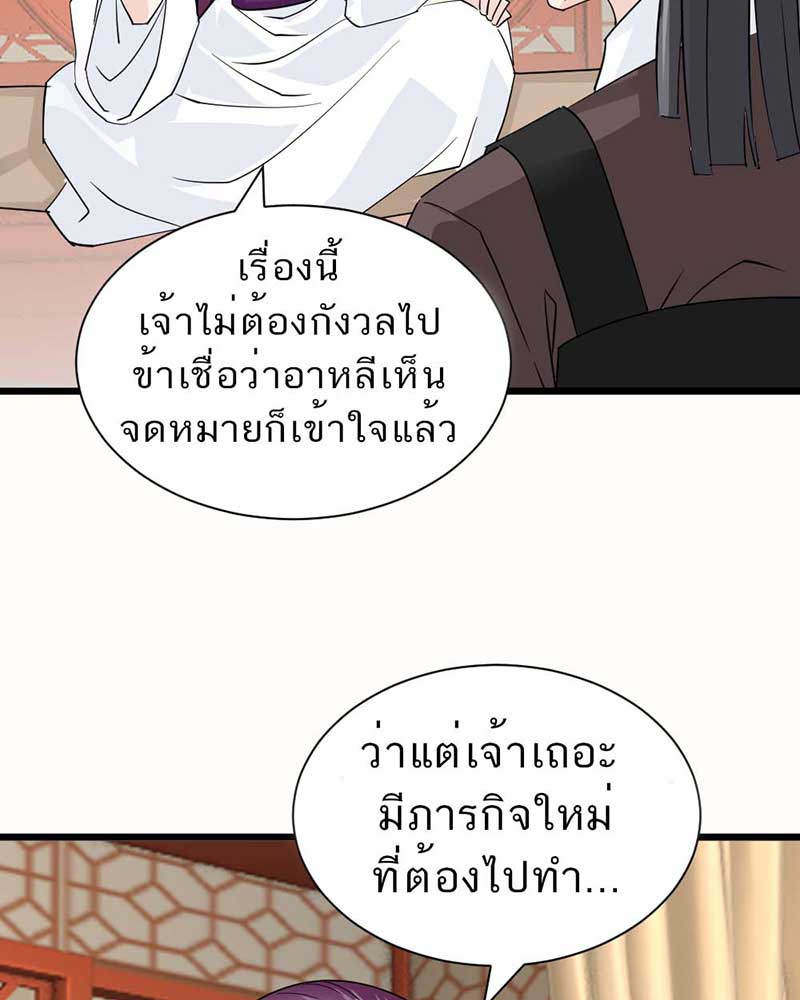 เรื่องนี้
เจ้าไม่ต้องกังวลไป
ข้าเชื่อว่าอาหลีเห็น
จดหมายก็เข้าใจแล้ว
ว่าแต่เจ้าเถอะ
มีภารกิจใหม่
ที่ต้องไปทำ...